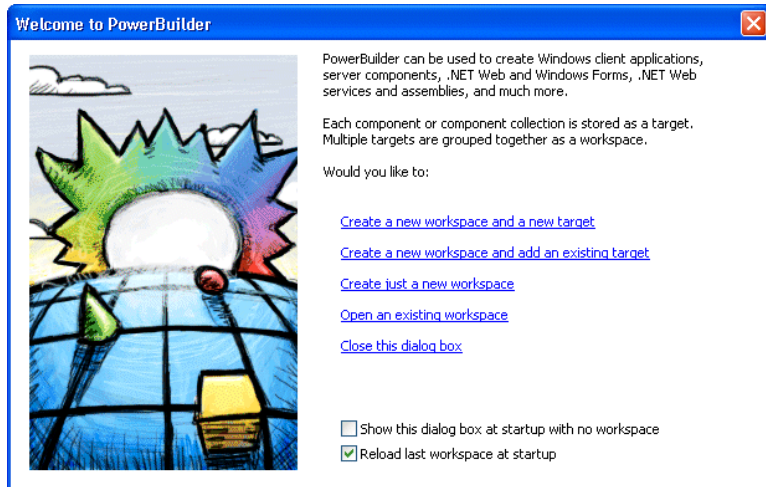 Welcome to PowerBuilder
PowerBuilder can be used to create Windows client applications,
server components, .NET Web and Windows Forms, .NET Web
services and assemblies, and much more.
Each component or component collection is stored as a target.
Multiple targets are grouped together as a workspace.
Would you like to:
Create a new workspace and a new target
Create a new workspace and add an existing target
Create just a new workspace
Open an existing workspace
Close this dialog box
Show this dialog box at startup with no workspace
Reload last workspace at startup